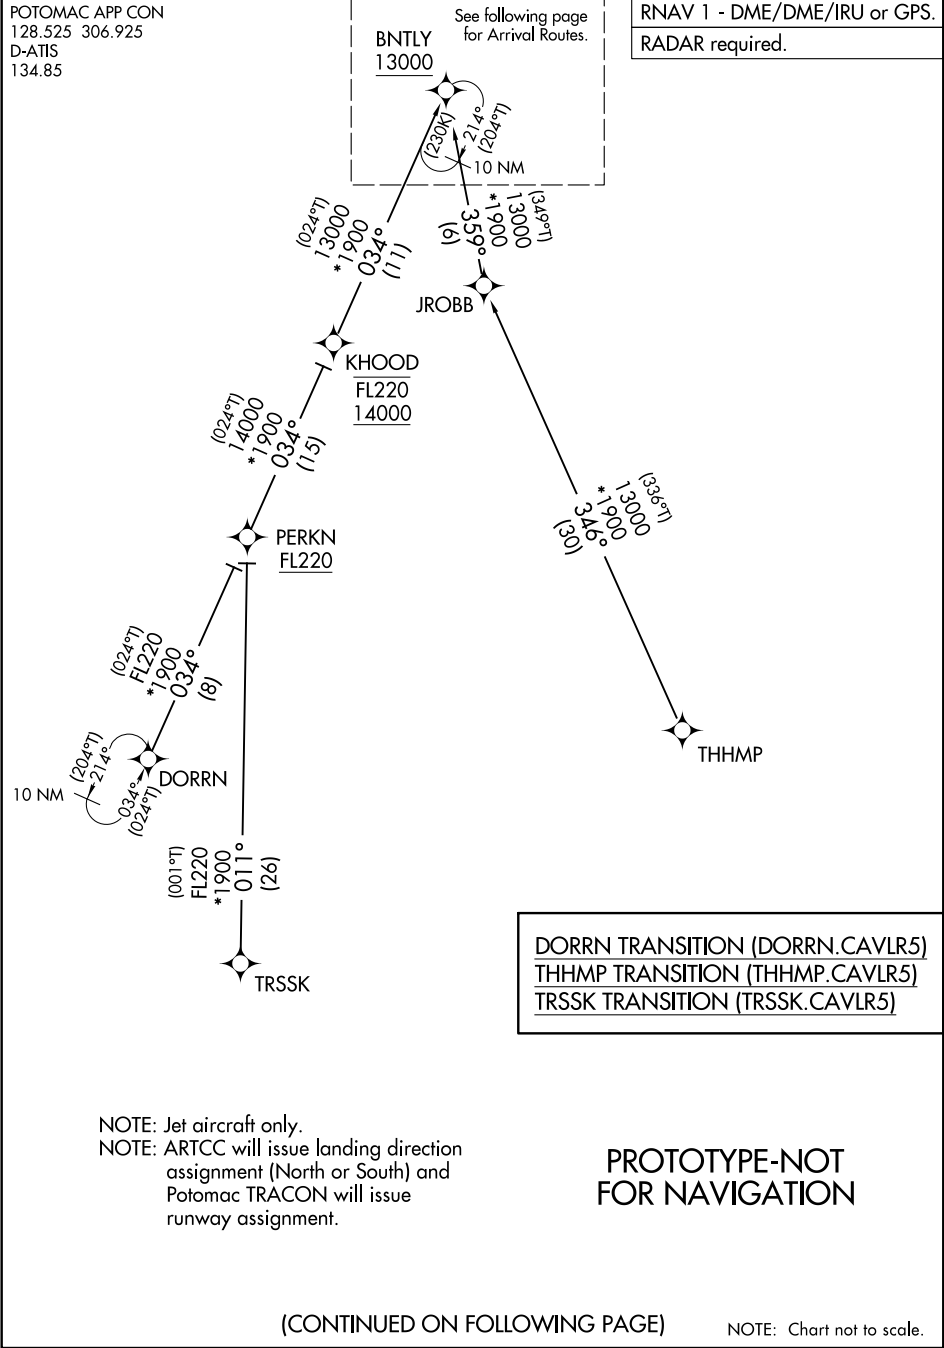 POTOMAC APP CON
128.525 306.925
D-ATIS
134.85
See following page
for Arrival Routes.
RNAV 1 - DME/DME/IRU or GPS.
RADAR required.
BNTLY
13000
(230K)
214°
(204°T)
10 NM
(024°T)
13000
*1900
034°
(11)
(349°T)
13000
*1900
359°
(6)
JROBB
KHOOD
FL220
14000
(024°T)
14000
*1900
034°
(15)
(336°T)
13000
*1900
346°
(30)
PERKN
FL220
(024°T)
FL220
*1900
034°
(8)
THHMP
(204°T)
214°
10 NM
034°
(024°T)
DORRN
(001°T)
FL220
*1900
011°
(26)
TRSSK
DORRN TRANSITION (DORRN.CAVLR5)
THHMP TRANSITION (THHMP.CAVLR5)
TRSSK TRANSITION (TRSSK.CAVLR5)
NOTE: Jet aircraft only.
NOTE: ARTCC will issue landing direction
assignment (North or South) and
Potomac TRACON will issue
runway assignment.
PROTOTYPE-NOT
FOR NAVIGATION
(CONTINUED ON FOLLOWING PAGE)
NOTE: Chart not to scale.